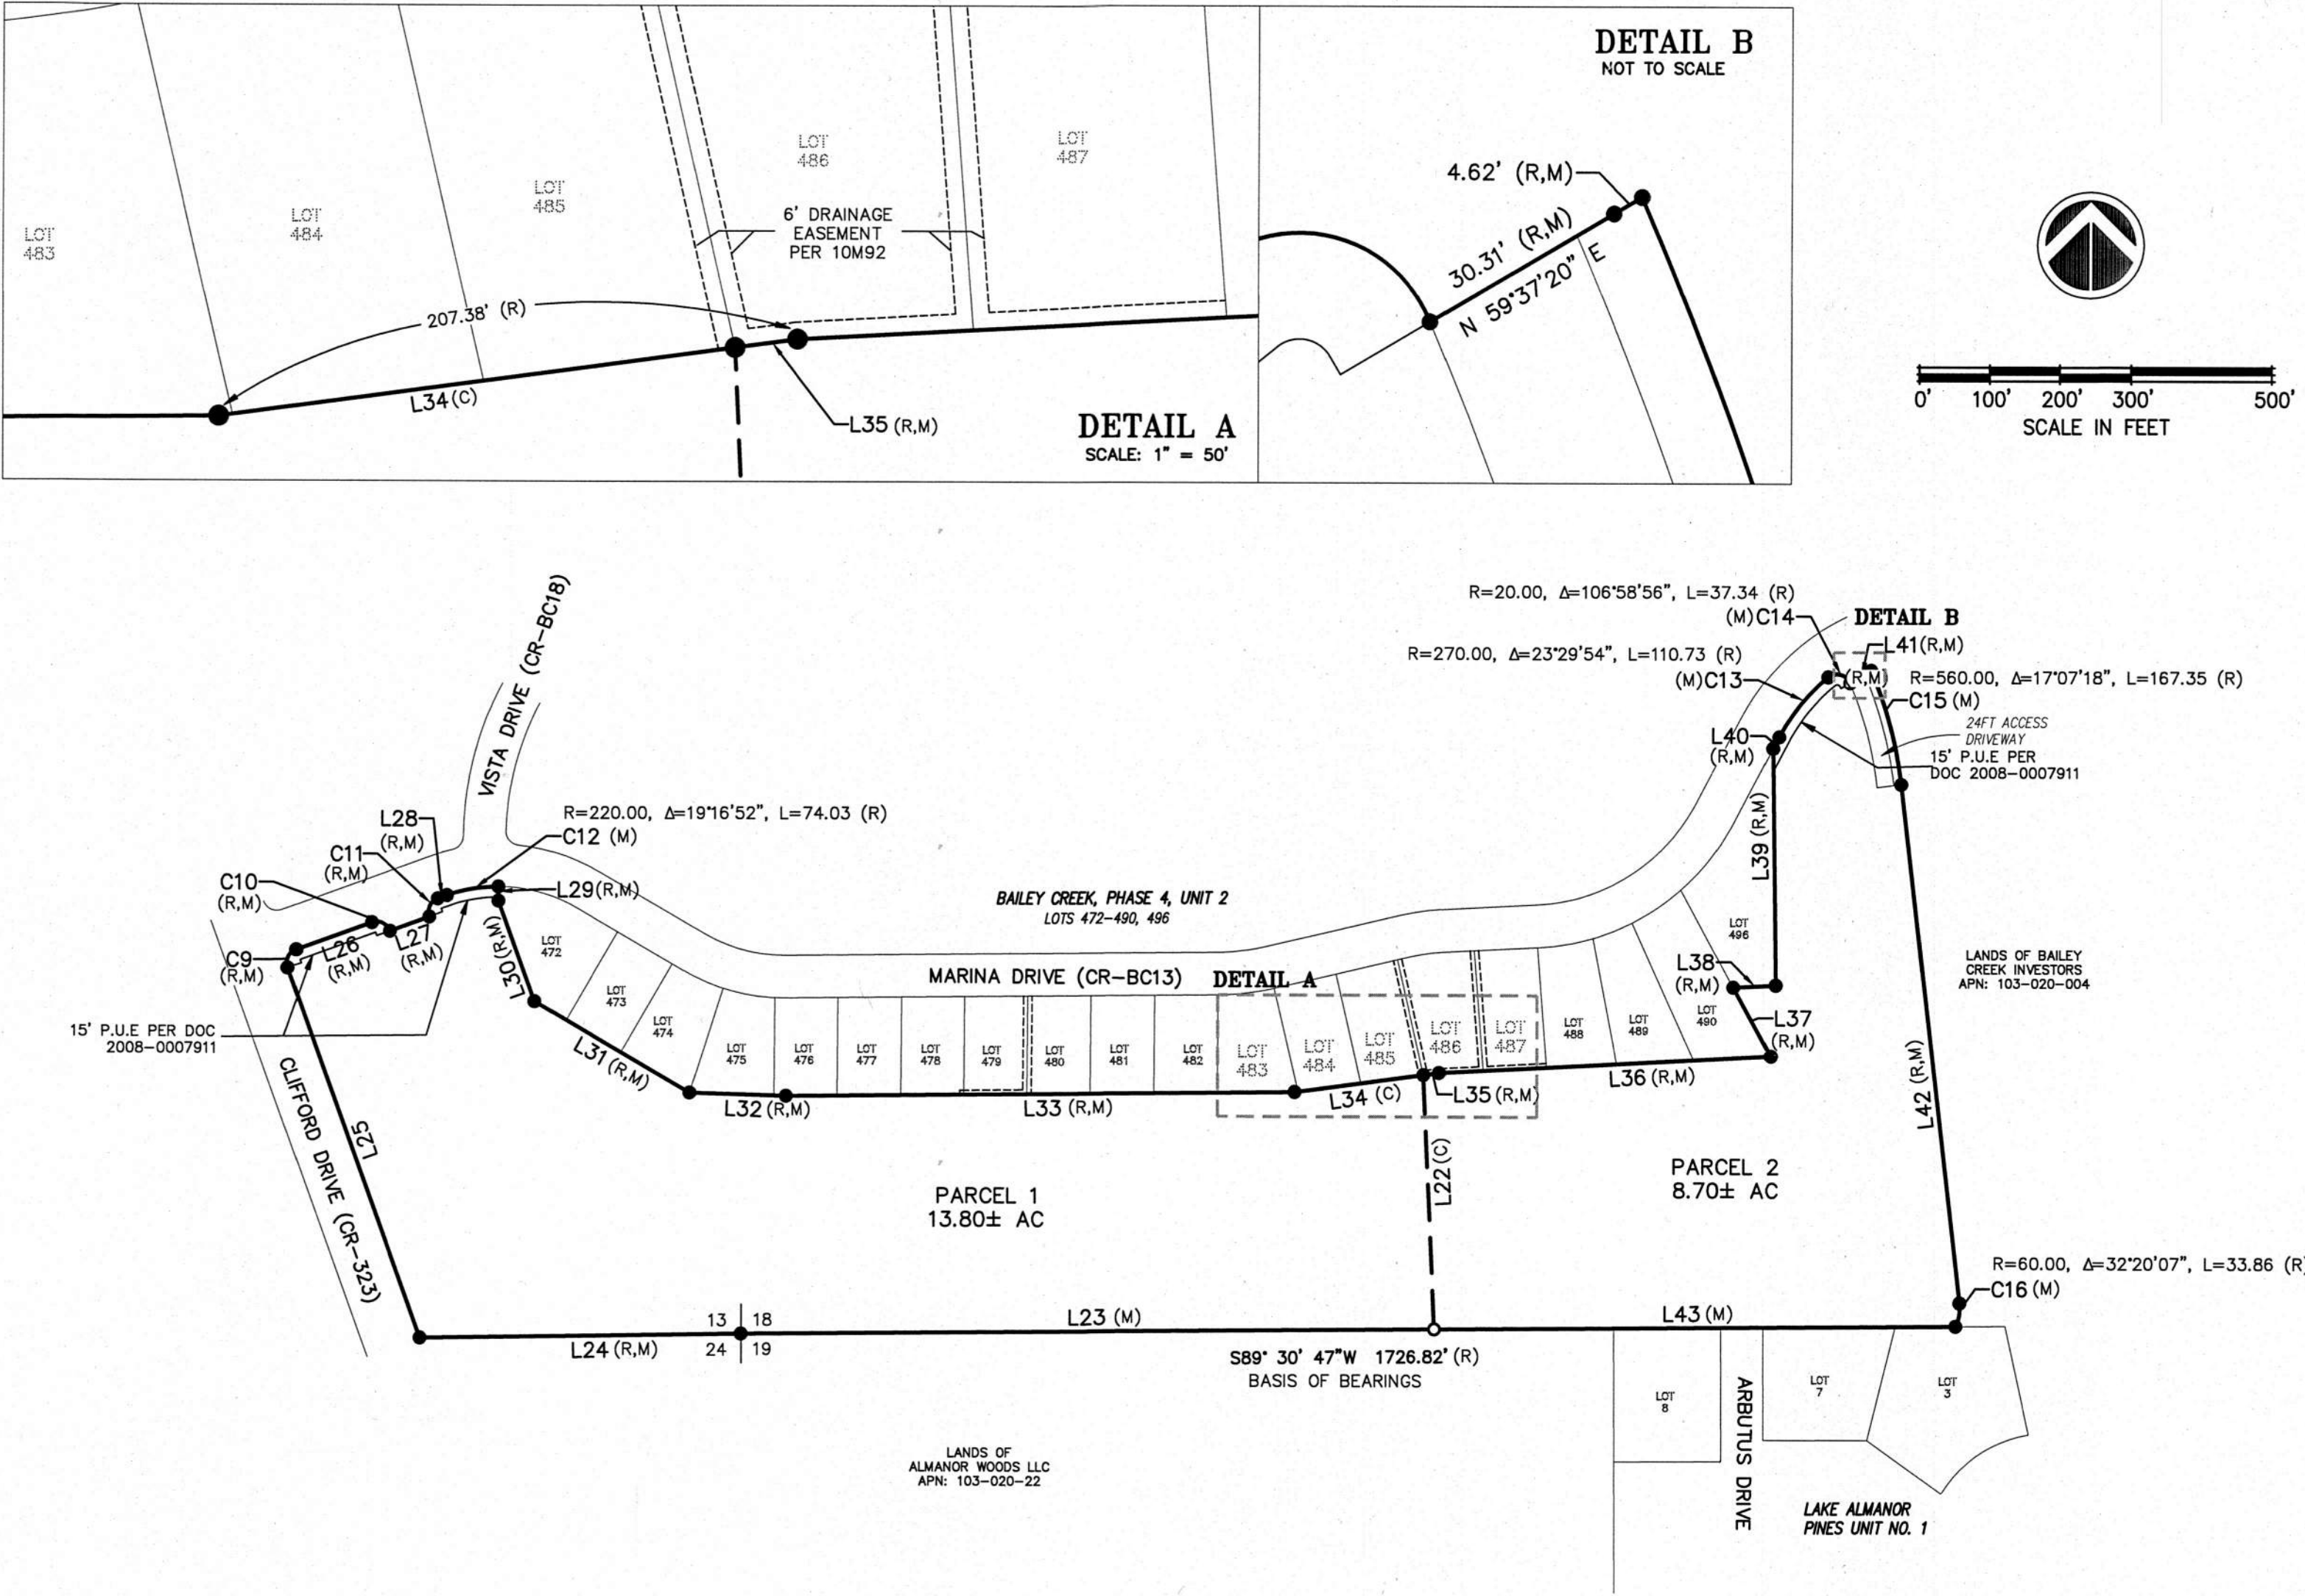 DETAIL B
NOT TO SCALE
LOT
483
LOT
484
LOT
485
LOT
486
LOT
487
6' DRAINAGE
EASEMENT
PER 10M92
207.38' (R)
L34(C)
L35 (R,M)
DETAIL A
SCALE: 1" = 50'
4.62' (R,M)
30.31' (R,M)
N 59°37'20" E
0' 100' 200' 300' 500'
SCALE IN FEET
R=20.00, Δ=106°58'56", L=37.34 (R)
(M)C14
DETAIL B
L41(R,M)
R=270.00, Δ=23°29'54", L=110.73 (R)
(M)C13
(R,M)
R=560.00, Δ=17°07'18", L=167.35 (R)
C15 (M)
24FT ACCESS
DRIVEWAY
15' P.U.E PER
DOC 2008-0007911
L40
(R,M)
L39 (R,M)
VISTA DRIVE (CR-BC18)
R=220.00, Δ=19°16'52", L=74.03 (R)
C12 (M)
L28
(R,M)
C11
(R,M)
C10
(R,M)
L29(R,M)
C9
(R,M)
L26
(R,M)
L27
(R,M)
L30(R,M)
15' P.U.E PER DOC
2008-0007911
BAILEY CREEK, PHASE 4, UNIT 2
LOTS 472-490, 496
MARINA DRIVE (CR-BC13)
DETAIL A
LOT
472
LOT
473
LOT
474
LOT
475
LOT
476
LOT
477
LOT
478
LOT
479
LOT
480
LOT
481
LOT
482
LOT
483
LOT
484
LOT
485
LOT
486
LOT
487
LOT
488
LOT
489
LOT
490
LOT
496
L38
(R,M)
L37
(R,M)
LANDS OF BAILEY
CREEK INVESTORS
APN: 103-020-004
L31 (R,M)
L32 (R,M)
L33 (R,M)
L34 (C)
L35 (R,M)
L36 (R,M)
L42 (R,M)
CLIFFORD DRIVE (CR-323)
L25
L22 (C)
PARCEL 1
13.80± AC
PARCEL 2
8.70± AC
R=60.00, Δ=32°20'07", L=33.86 (R)
C16 (M)
13 18
24 19
L24 (R,M)
L23 (M)
L43 (M)
S89° 30' 47"W 1726.82' (R)
BASIS OF BEARINGS
LOT
8
ARBUTUS DRIVE
LOT
7
LOT
3
LANDS OF
ALMANOR WOODS LLC
APN: 103-020-22
LAKE ALMANOR
PINES UNIT NO. 1